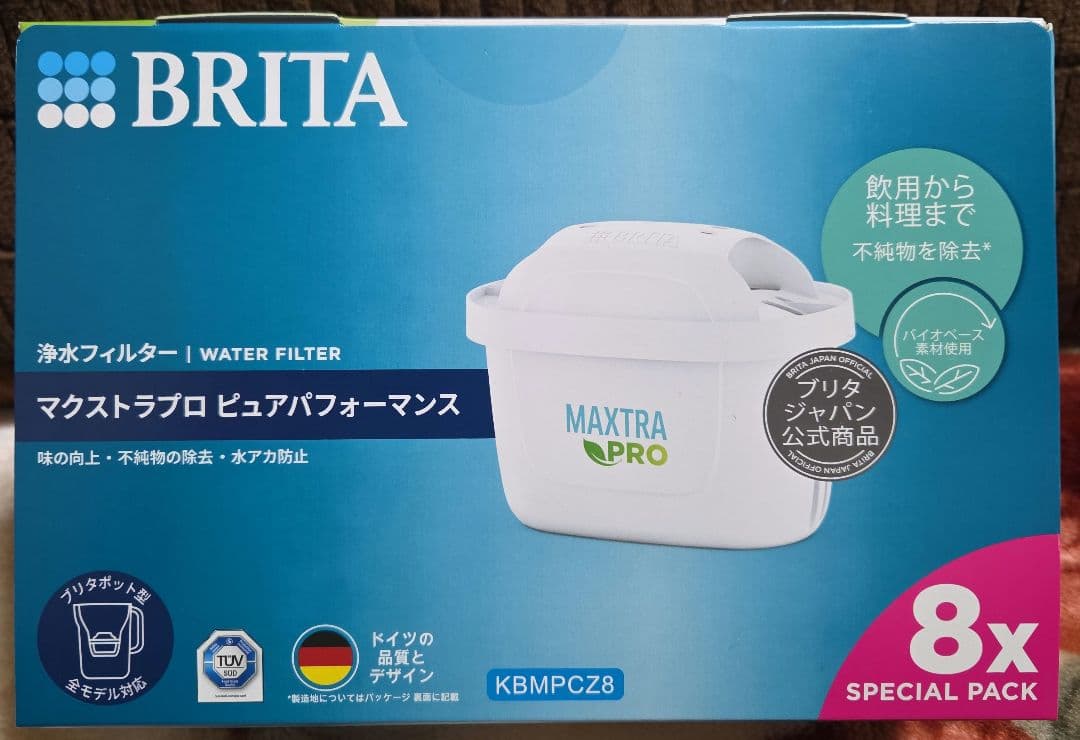 BRITA
飲用から
料理まで
不純物を除去*
バイオベース
素材使用
BRITA
浄水フィルター | WATER FILTER
マクストラプロ ピュアパフォーマンス
味の向上・不純物の除去・水アカ防止
MAXTRA
PRO
BRITA JAPAN OFFICIAL
ブリタ
ジャパン
公式商品
BRITA JAPAN OFFICIAL
ブリタポット型
全モデル対応
TÜV
SÜD
ドイツの
品質と
デザイン
*製造地についてはパッケージ 裏面に記載
KBMPCZ8
8x
SPECIAL PACK